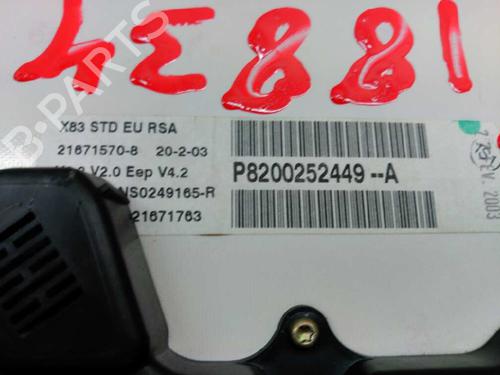 18834
B-PARTS
X83 STD EU RSA
21671570-8 20-2-03
V2.0 Eep V4.2
NS0249165-R
21671763
P8200252449--A
2003